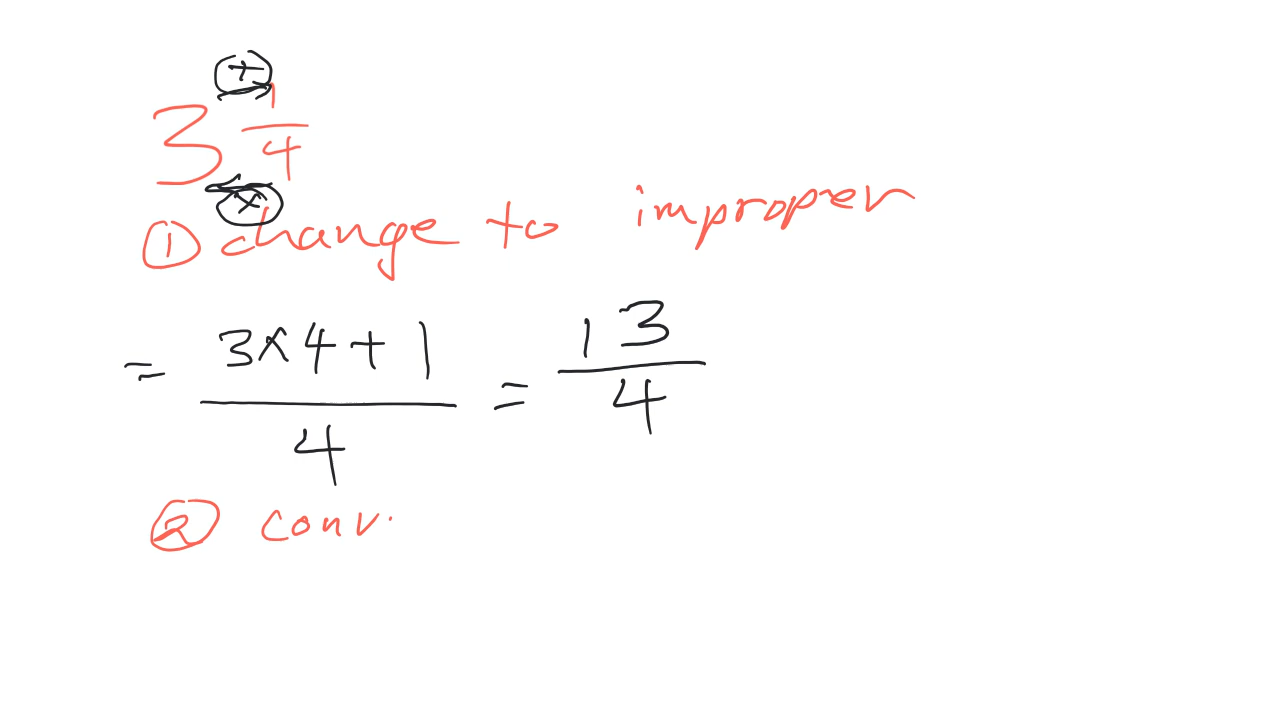 3 1/4
+
×
① change to improper
= (3×4+1)/4 = 13/4
② conv